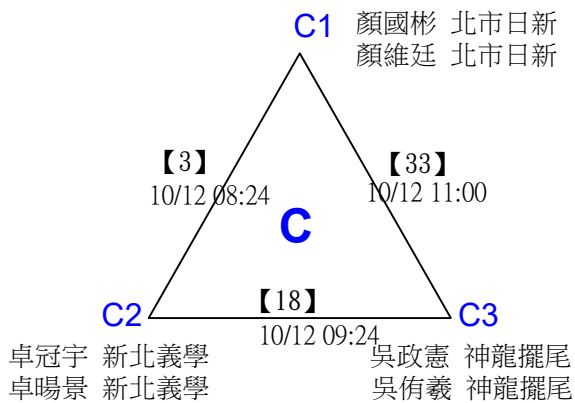 C1 顏國彬 北市日新
顏維廷 北市日新
【3】
10/12 08:24
【33】
10/12 11:00
C
【18】
10/12 09:24
C2
C3
卓冠宇 新北義學
卓暘景 新北義學
吳政憲 神龍擺尾
吳侑羲 神龍擺尾